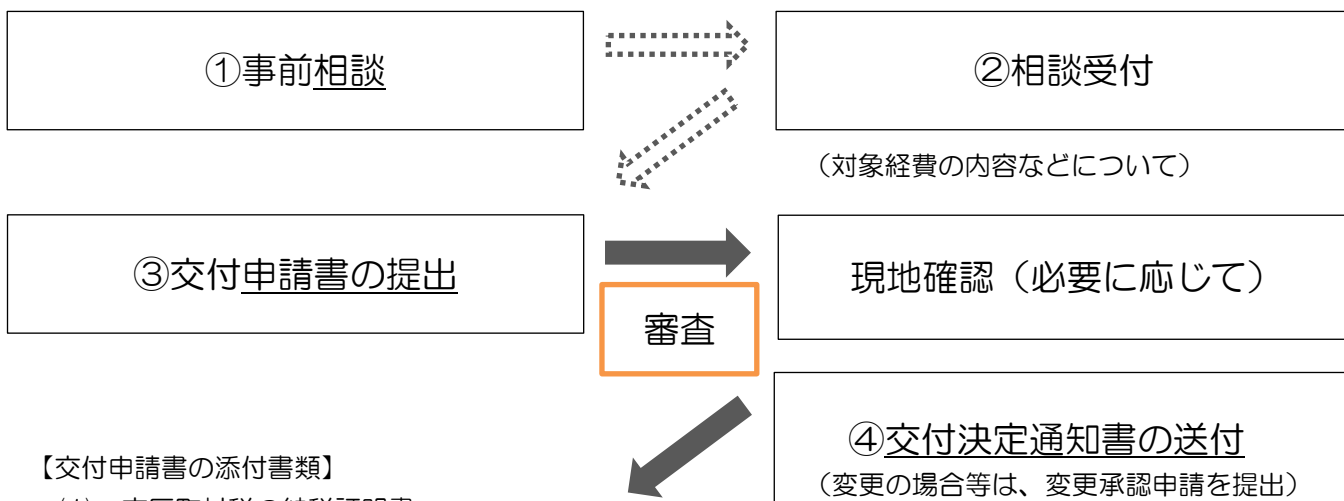 ①事前相談
②相談受付
（対象経費の内容などについて）
③交付申請書の提出
現地確認（必要に応じて）
審査
④交付決定通知書の送付
（変更の場合等は、変更承認申請を提出）
【交付申請書の添付書類】